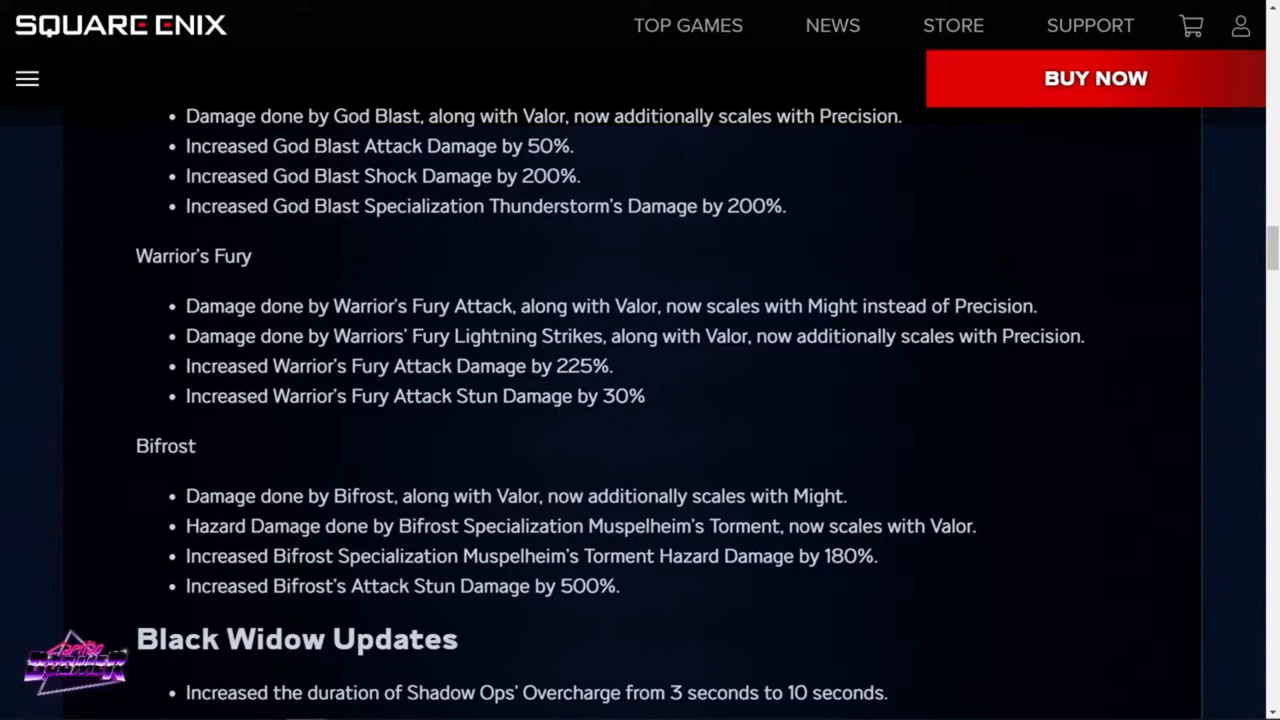 SQUARE ENIX
TOP GAMES
NEWS
STORE
SUPPORT
BUY NOW
• Damage done by God Blast, along with Valor, now additionally scales with Precision.
• Increased God Blast Attack Damage by 50%.
• Increased God Blast Shock Damage by 200%.
• Increased God Blast Specialization Thunderstorm's Damage by 200%.
Warrior's Fury
• Damage done by Warrior's Fury Attack, along with Valor, now scales with Might instead of Precision.
• Damage done by Warriors' Fury Lightning Strikes, along with Valor, now additionally scales with Precision.
• Increased Warrior's Fury Attack Damage by 225%.
• Increased Warrior's Fury Attack Stun Damage by 30%
Bifrost
• Damage done by Bifrost, along with Valor, now additionally scales with Might.
• Hazard Damage done by Bifrost Specialization Muspelheim's Torment, now scales with Valor.
• Increased Bifrost Specialization Muspelheim's Torment Hazard Damage by 180%.
• Increased Bifrost's Attack Stun Damage by 500%.
Black Widow Updates
• Increased the duration of Shadow Ops' Overcharge from 3 seconds to 10 seconds.